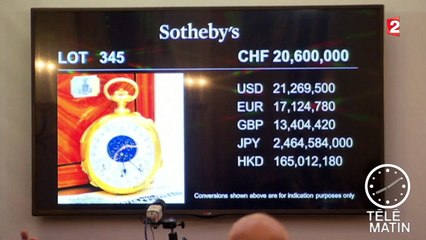 Sotheby's
2
LOT 345 CHF 20,600,000
USD 21,269,500
EUR 17,124,780
GBP 13,404,420
JPY 2,464,584,000
HKD 165,012,180
Conversions shown above are for indication purposes only
TÉLÉ
MATIN